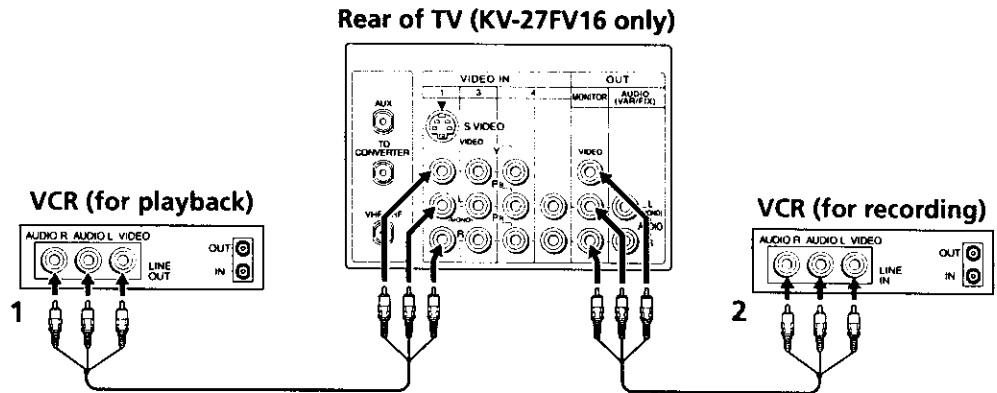 Rear of TV (KV-27FV16 only)
VIDEO IN
OUT
1 3 4
MONITOR
AUDIO
(VAR/FIX)
AUX
S VIDEO
TO
CONVERTER
VIDEO
Y
VIDEO
L
L
R
AUDIO
VCR (for playback)
AUDIO R AUDIO L VIDEO
LINE
OUT
OUT
IN
1
VCR (for recording)
AUDIO R AUDIO L VIDEO
LINE
IN
OUT
IN
2